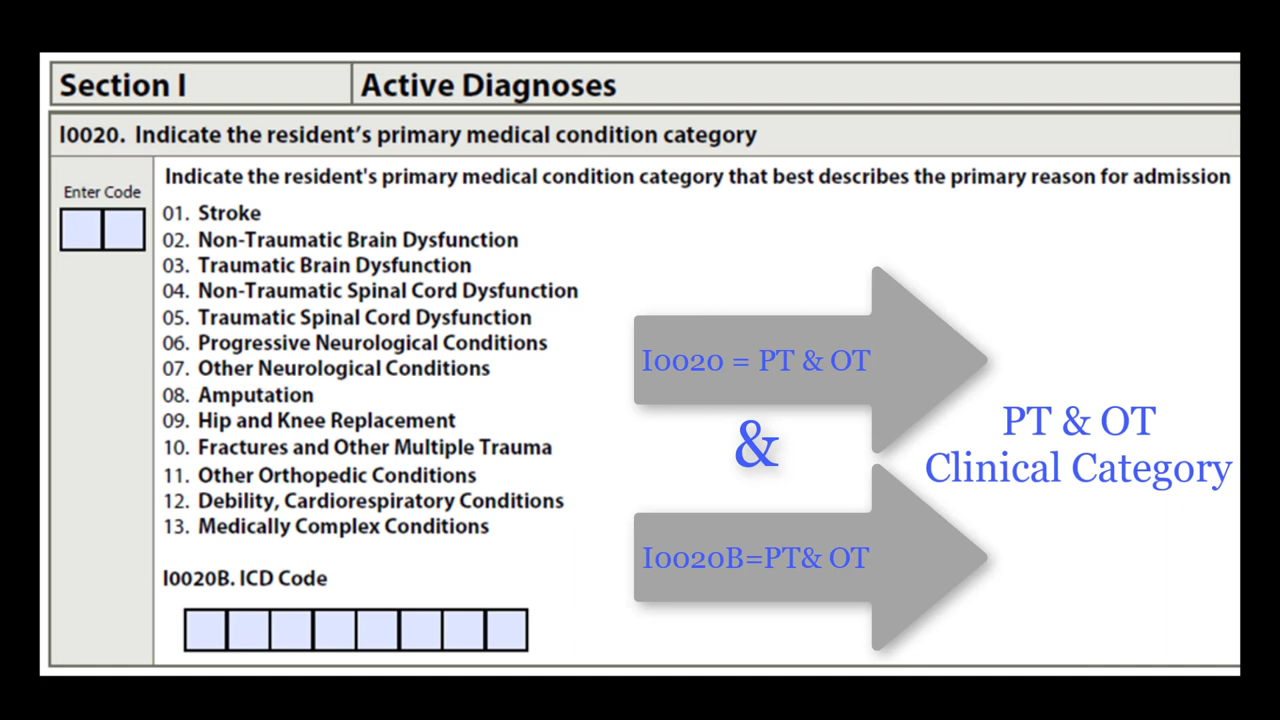 Section I
Active Diagnoses
I0020. Indicate the resident's primary medical condition category
Enter Code
Indicate the resident's primary medical condition category that best describes the primary reason for admission
01. Stroke
02. Non-Traumatic Brain Dysfunction
03. Traumatic Brain Dysfunction
04. Non-Traumatic Spinal Cord Dysfunction
05. Traumatic Spinal Cord Dysfunction
06. Progressive Neurological Conditions
07. Other Neurological Conditions
08. Amputation
09. Hip and Knee Replacement
10. Fractures and Other Multiple Trauma
11. Other Orthopedic Conditions
12. Debility, Cardiorespiratory Conditions
13. Medically Complex Conditions
I0020B. ICD Code
I0020 = PT & OT
&
I0020B=PT& OT
PT & OT
Clinical Category